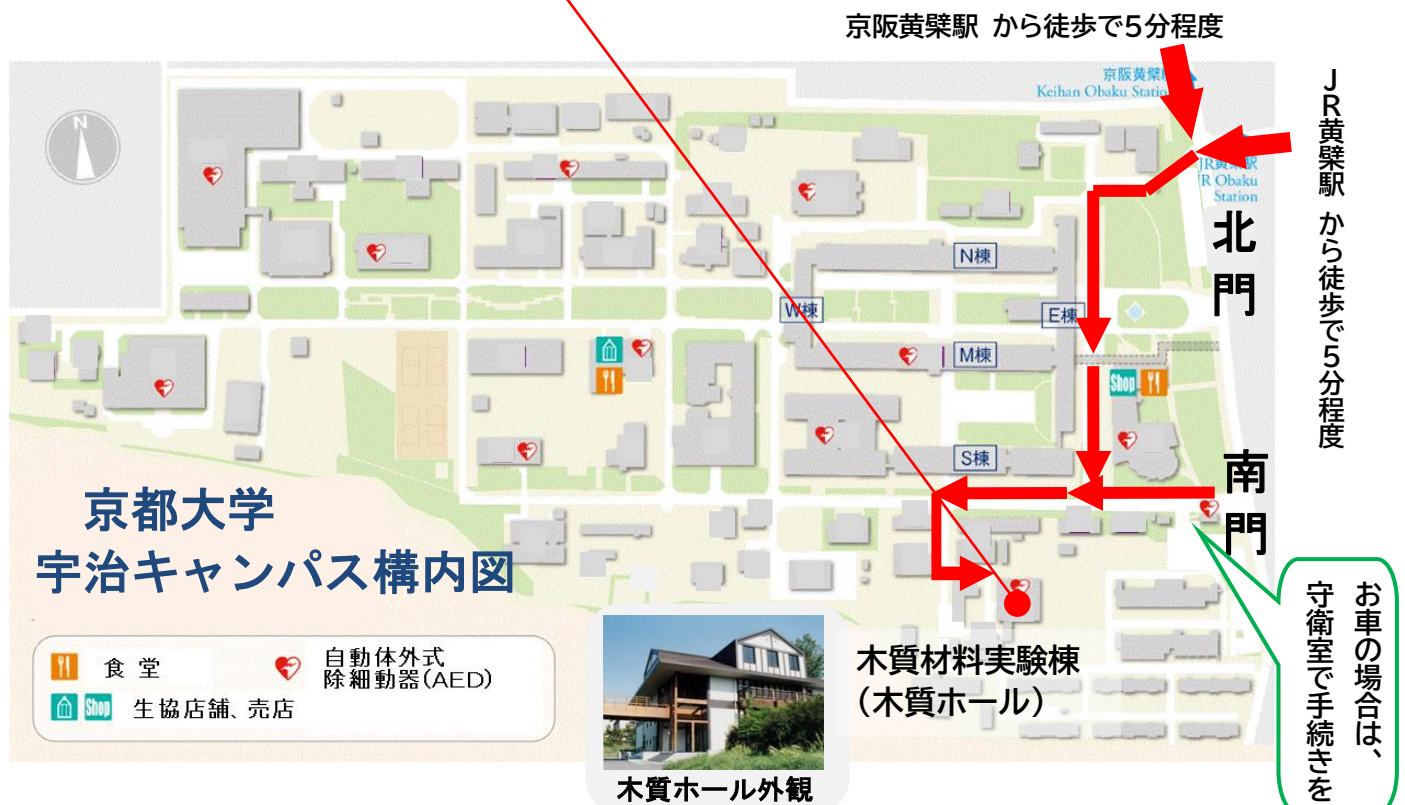 京阪黄檗駅 から徒歩で5分程度
京阪黄檗駅
Keihan Obaku Station
JR黄檗駅 から徒歩で5分程度
JR黄檗駅
JR Obaku
Station
N
北門
N棟
W棟
E棟
M棟
Shop
S棟
南門
京都大学
宇治キャンパス構内図
お車の場合は、
守衛室で手続きを
食 堂
自動体外式
除細動器(AED)
Shop
生協店舗、売店
木質材料実験棟
(木質ホール)
木質ホール外観